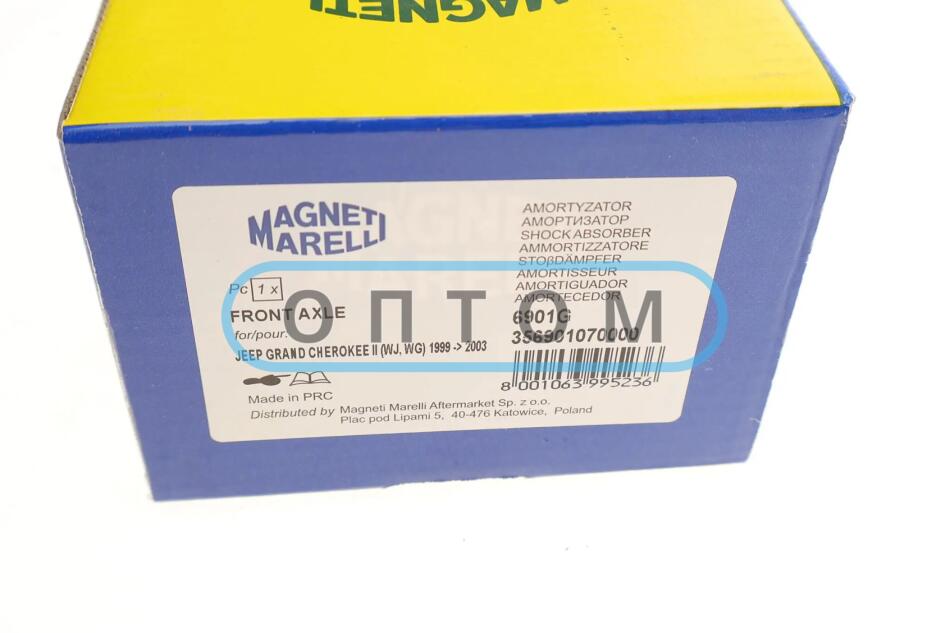 MAGNETI
MAGNETI
MARELLI
AMORTYZATOR
АМОРТИЗАТОР
SHOCK ABSORBER
AMMORTIZZATORE
STOβDÄMPFER
AMORTISSEUR
AMORTIGUADOR
AMORTECEDOR
Pc 1 x
FRONT AXLE
for/pour:
JEEP GRAND CHEROKEE II (WJ, WG) 1999 -> 2003
6901G
356901070000
8 001063 995236
Made in PRC
Distributed by Magneti Marelli Aftermarket Sp. z o.o.
Plac pod Lipami 5, 40-476 Katowice, Poland
ОПТОМ